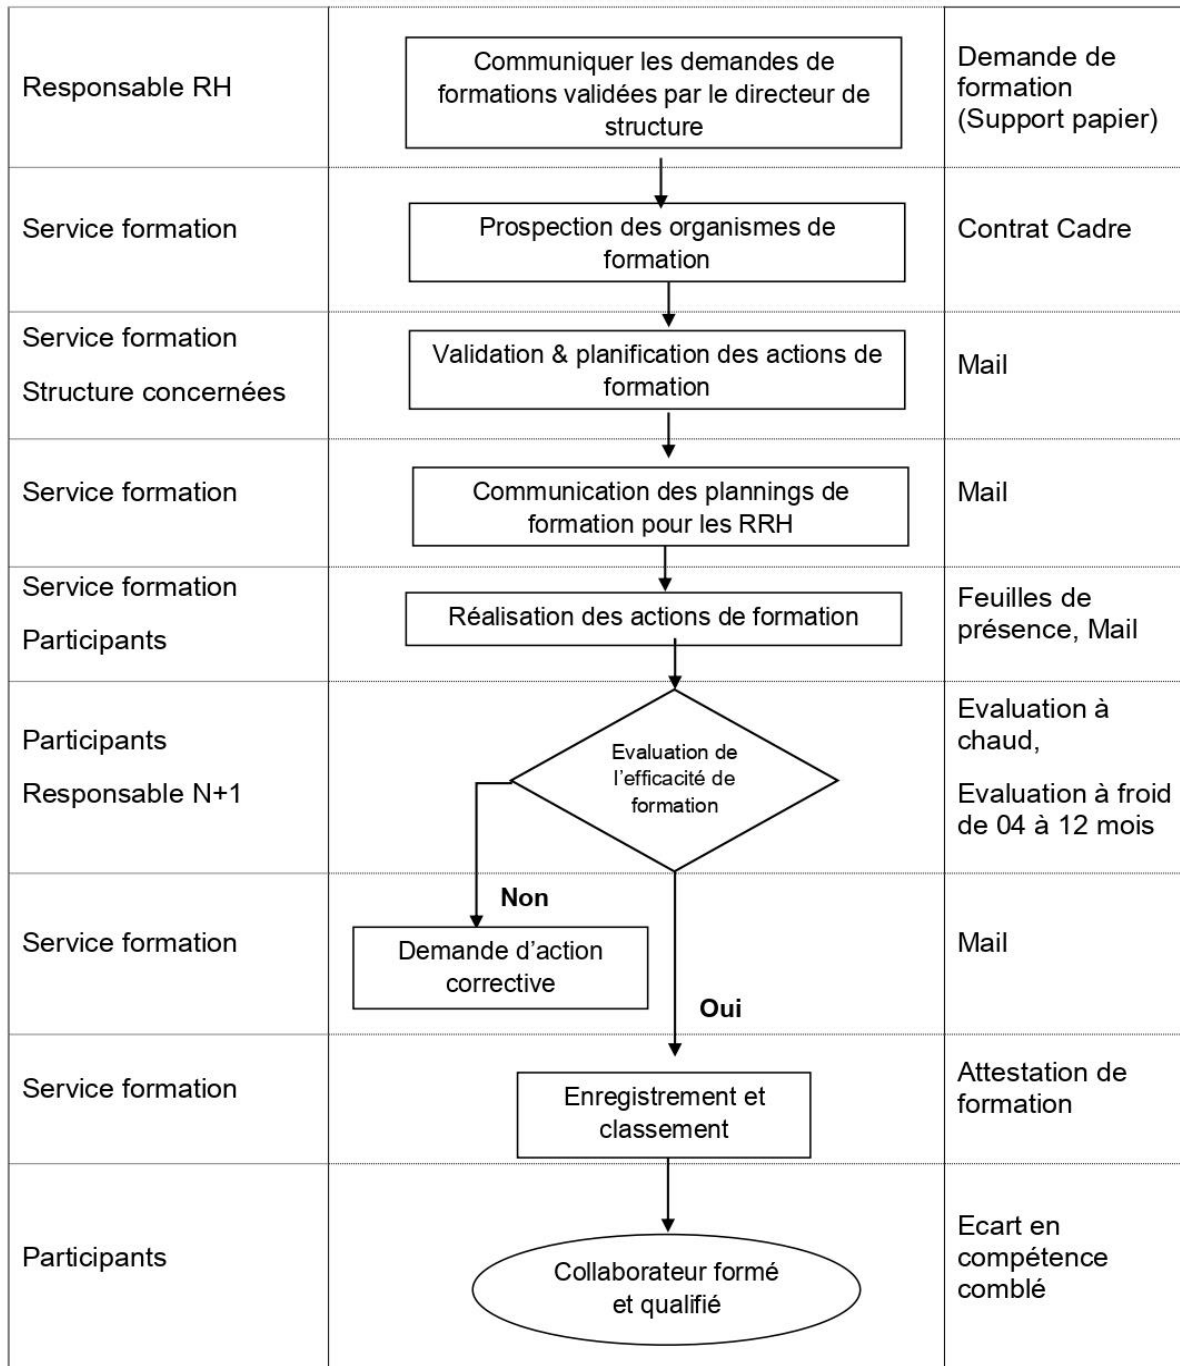 Responsable RH
Communiquer les demandes de
formations validées par le directeur de
structure
Demande de
formation
(Support papier)
Service formation
Prospection des organismes de
formation
Contrat Cadre
Service formation
Structure concernées
Validation & planification des actions de
formation
Mail
Service formation
Communication des plannings de
formation pour les RRH
Mail
Service formation
Participants
Réalisation des actions de formation
Feuilles de
présence, Mail
Participants
Responsable N+1
Evaluation de
l’efficacité de
formation
Evaluation à
chaud,
Evaluation à froid
de 04 à 12 mois
Non
Service formation
Demande d’action
corrective
Mail
Oui
Service formation
Enregistrement et
classement
Attestation de
formation
Participants
Collaborateur formé
et qualifié
Ecart en
compétence
comblé